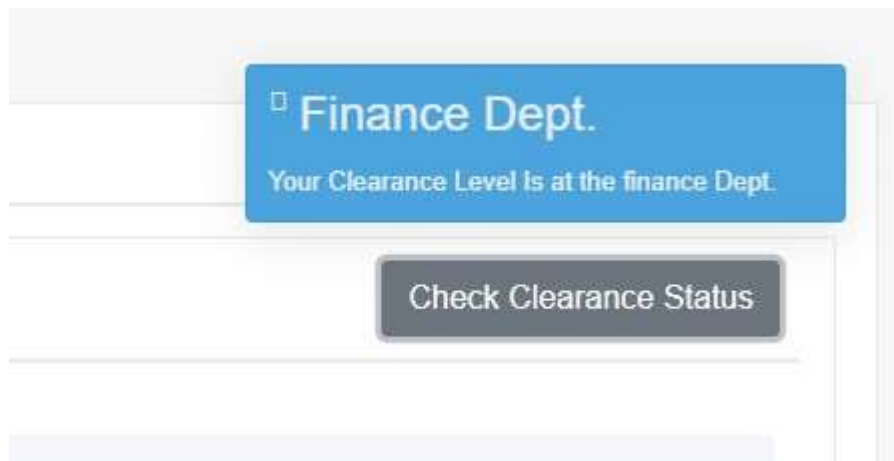 Finance Dept.
Your Clearance Level Is at the finance Dept.
Check Clearance Status